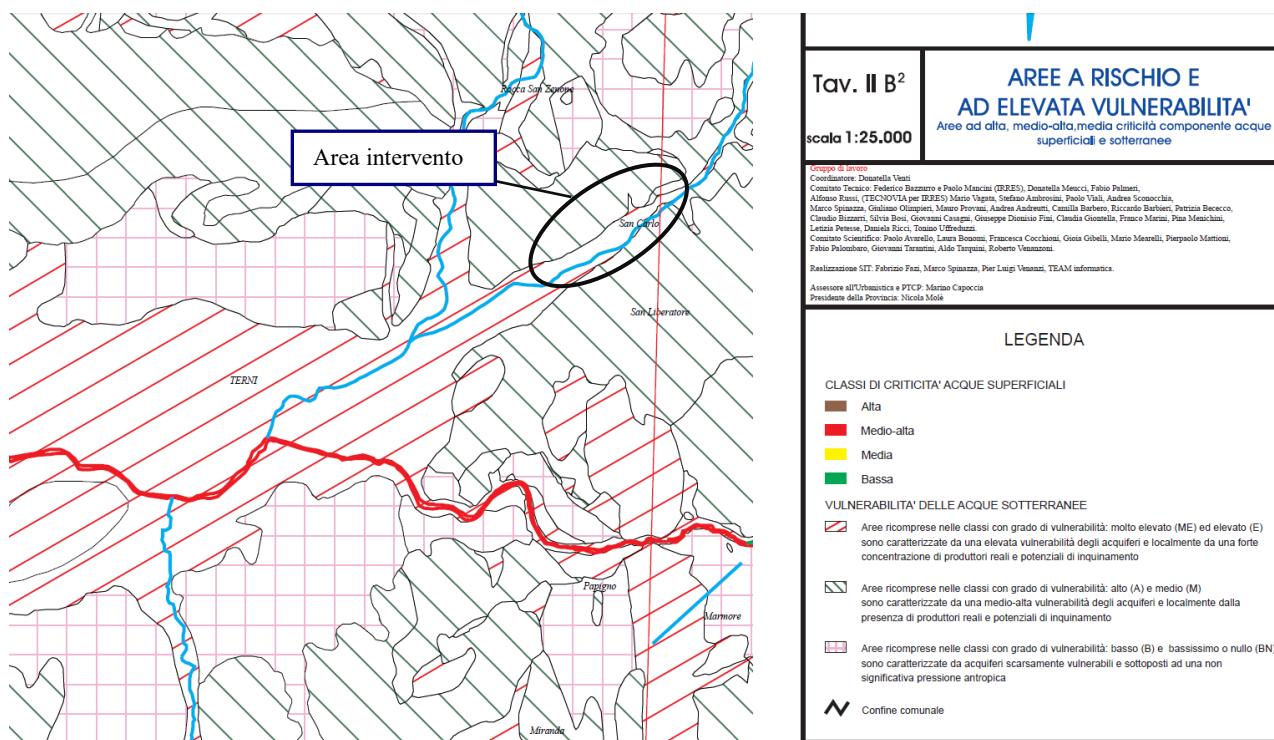 Rocca San Zenone
Area intervento
San Carlo
San Liberatore
TERNI
Papigno
Marmore
Miranda
Tav. II B²
scala 1:25.000
AREE A RISCHIO E
AD ELEVATA VULNERABILITA'
Aree ad alta, medio-alta,media criticità componente acque
superficiali e sotterranee
Gruppo di lavoro
Coordinatore: Donatella Venti
Comitato Tecnico: Federico Bazzurro e Paolo Mancini (IRRES), Donatella Meucci, Fabio Palmeri,
Alfonso Russi, (TECNOVIA per IRRES) Mario Vagata, Stefano Ambrosini, Paolo Viali, Andrea Sconocchia,
Marco Spinazza, Giuliano Olimpieri, Mauro Provani, Andrea Andreutti, Camilla Barbero, Riccardo Barbieri, Patrizia Bececco,
Claudio Bizzarri, Silvia Bosi, Giovanni Casagni, Giuseppe Dionisio Fini, Claudia Giontella, Franco Marini, Pina Menichini,
Letizia Petesse, Daniela Ricci, Tonino Uffreduzzi.
Comitato Scientifico: Paolo Avarello, Laura Bonomi, Francesca Cocchioni, Gioia Gibelli, Mario Mearelli, Pierpaolo Mattioni,
Fabio Palombaro, Giovanni Tarantini, Aldo Tarquini, Roberto Venanzoni.
Realizzazione SIT: Fabrizio Fazi, Marco Spinazza, Pier Luigi Venanzi, TEAM informatica.
Assessore all'Urbanistica e PTCP: Marino Capoccia
Presidente della Provincia: Nicola Molè
LEGENDA
CLASSI DI CRITICITA' ACQUE SUPERFICIALI
Alta
Medio-alta
Media
Bassa
VULNERABILITA' DELLE ACQUE SOTTERRANEE
Aree ricomprese nelle classi con grado di vulnerabilità: molto elevato (ME) ed elevato (E)
sono caratterizzate da una elevata vulnerabilità degli acquiferi e localmente da una forte
concentrazione di produttori reali e potenziali di inquinamento
Aree ricomprese nelle classi con grado di vulnerabilità: alto (A) e medio (M)
sono caratterizzate da una medio-alta vulnerabilità degli acquiferi e localmente dalla
presenza di produttori reali e potenziali di inquinamento
Aree ricomprese nelle classi con grado di vulnerabilità: basso (B) e bassissimo o nullo (BN)
sono caratterizzate da acquiferi scarsamente vulnerabili e sottoposti ad una non
significativa pressione antropica
Confine comunale